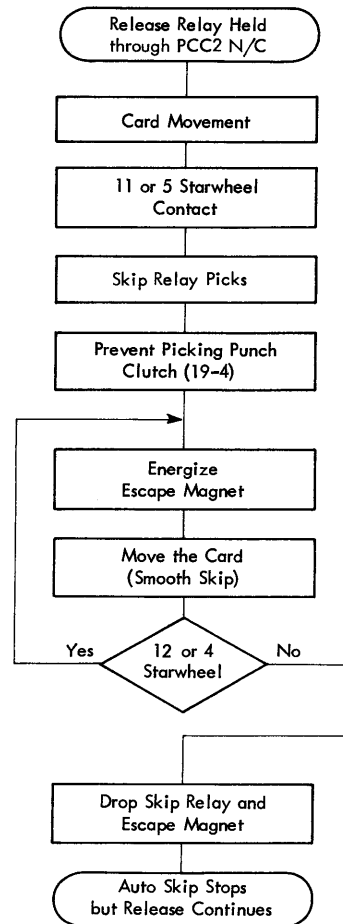 Release Relay Held
through PCC2 N/C
Card Movement
11 or 5 Starwheel
Contact
Skip Relay Picks
Prevent Picking Punch
Clutch (19-4)
Energize
Escape Magnet
Move the Card
(Smooth Skip)
Yes
12 or 4
Starwheel
No
Drop Skip Relay and
Escape Magnet
Auto Skip Stops
but Release Continues